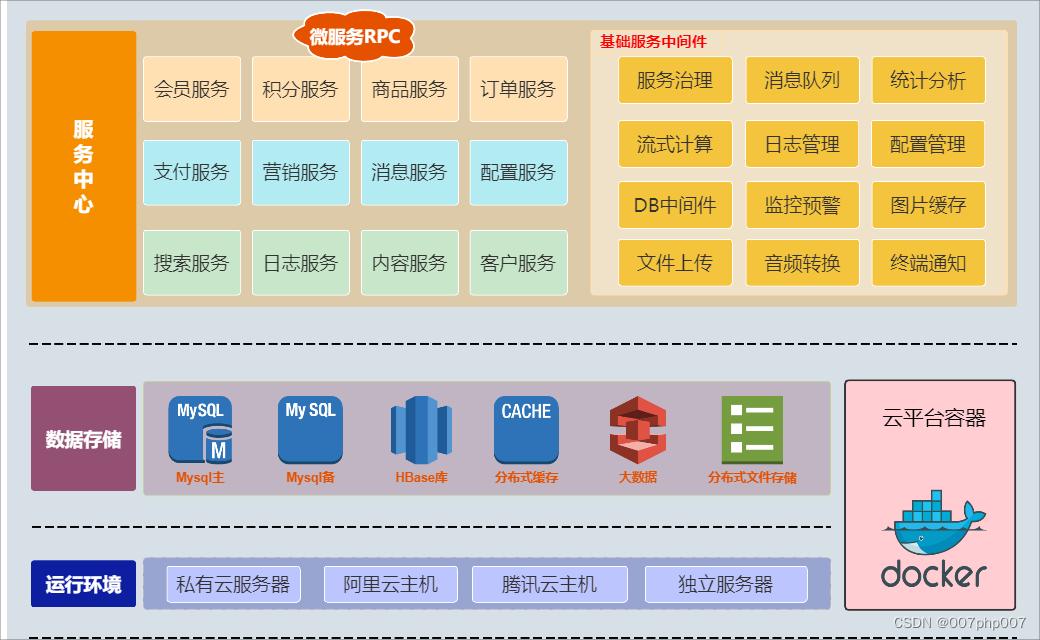 微服务RPC
基础服务中间件
服务中心
会员服务
积分服务
商品服务
订单服务
支付服务
营销服务
消息服务
配置服务
搜索服务
日志服务
内容服务
客户服务
服务治理
消息队列
统计分析
流式计算
日志管理
配置管理
DB中间件
监控预警
图片缓存
文件上传
音频转换
终端通知
数据存储
MySQL
M
Mysql主
My SQL
Mysql备
HBase库
CACHE
分布式缓存
大数据
分布式文件存储
云平台容器
docker
运行环境
私有云服务器
阿里云主机
腾讯云主机
独立服务器
CSDN @007php007